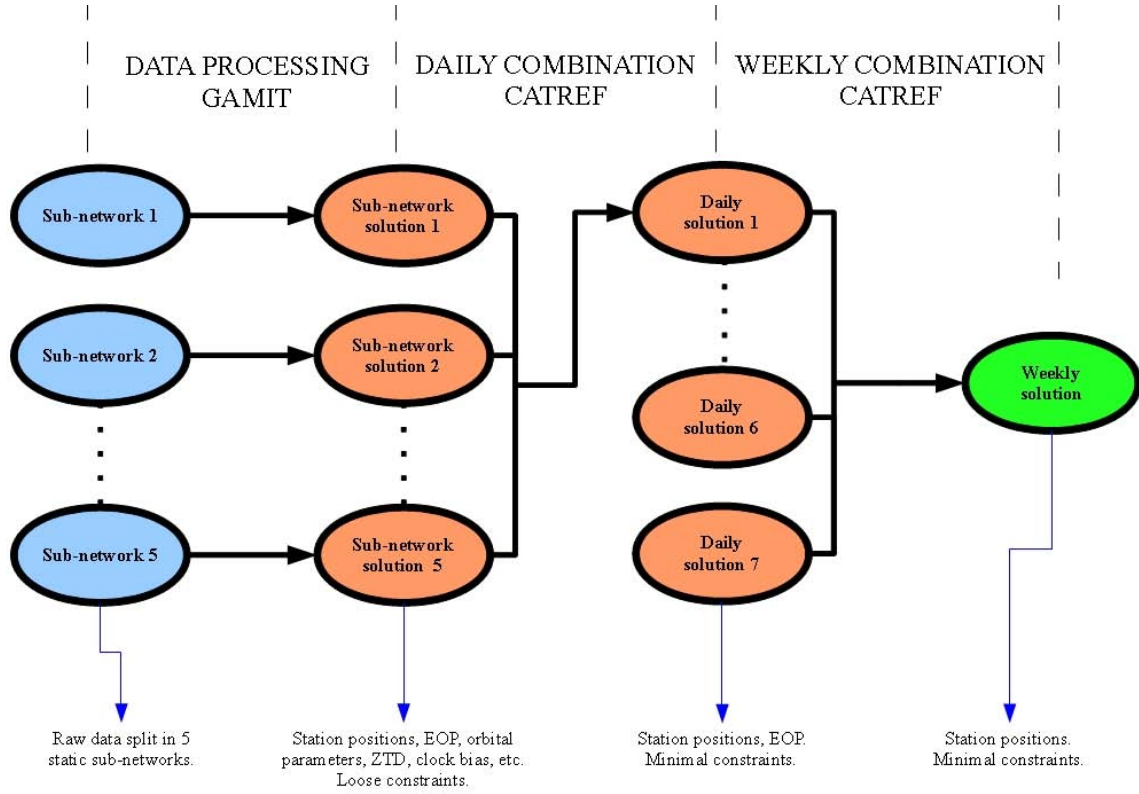 DATA PROCESSING
GAMIT
DAILY COMBINATION
CATREF
WEEKLY COMBINATION
CATREF
Sub-network 1
Sub-network
solution 1
Daily
solution 1
Sub-network 2
Sub-network
solution 2
Daily
solution 6
Weekly
solution
Sub-network 5
Sub-network
solution 5
Daily
solution 7
Raw data split in 5
static sub-networks.
Station positions, EOP, orbital
parameters, ZTD, clock bias, etc.
Loose constraints.
Station positions, EOP.
Minimal constraints.
Station positions.
Minimal constraints.